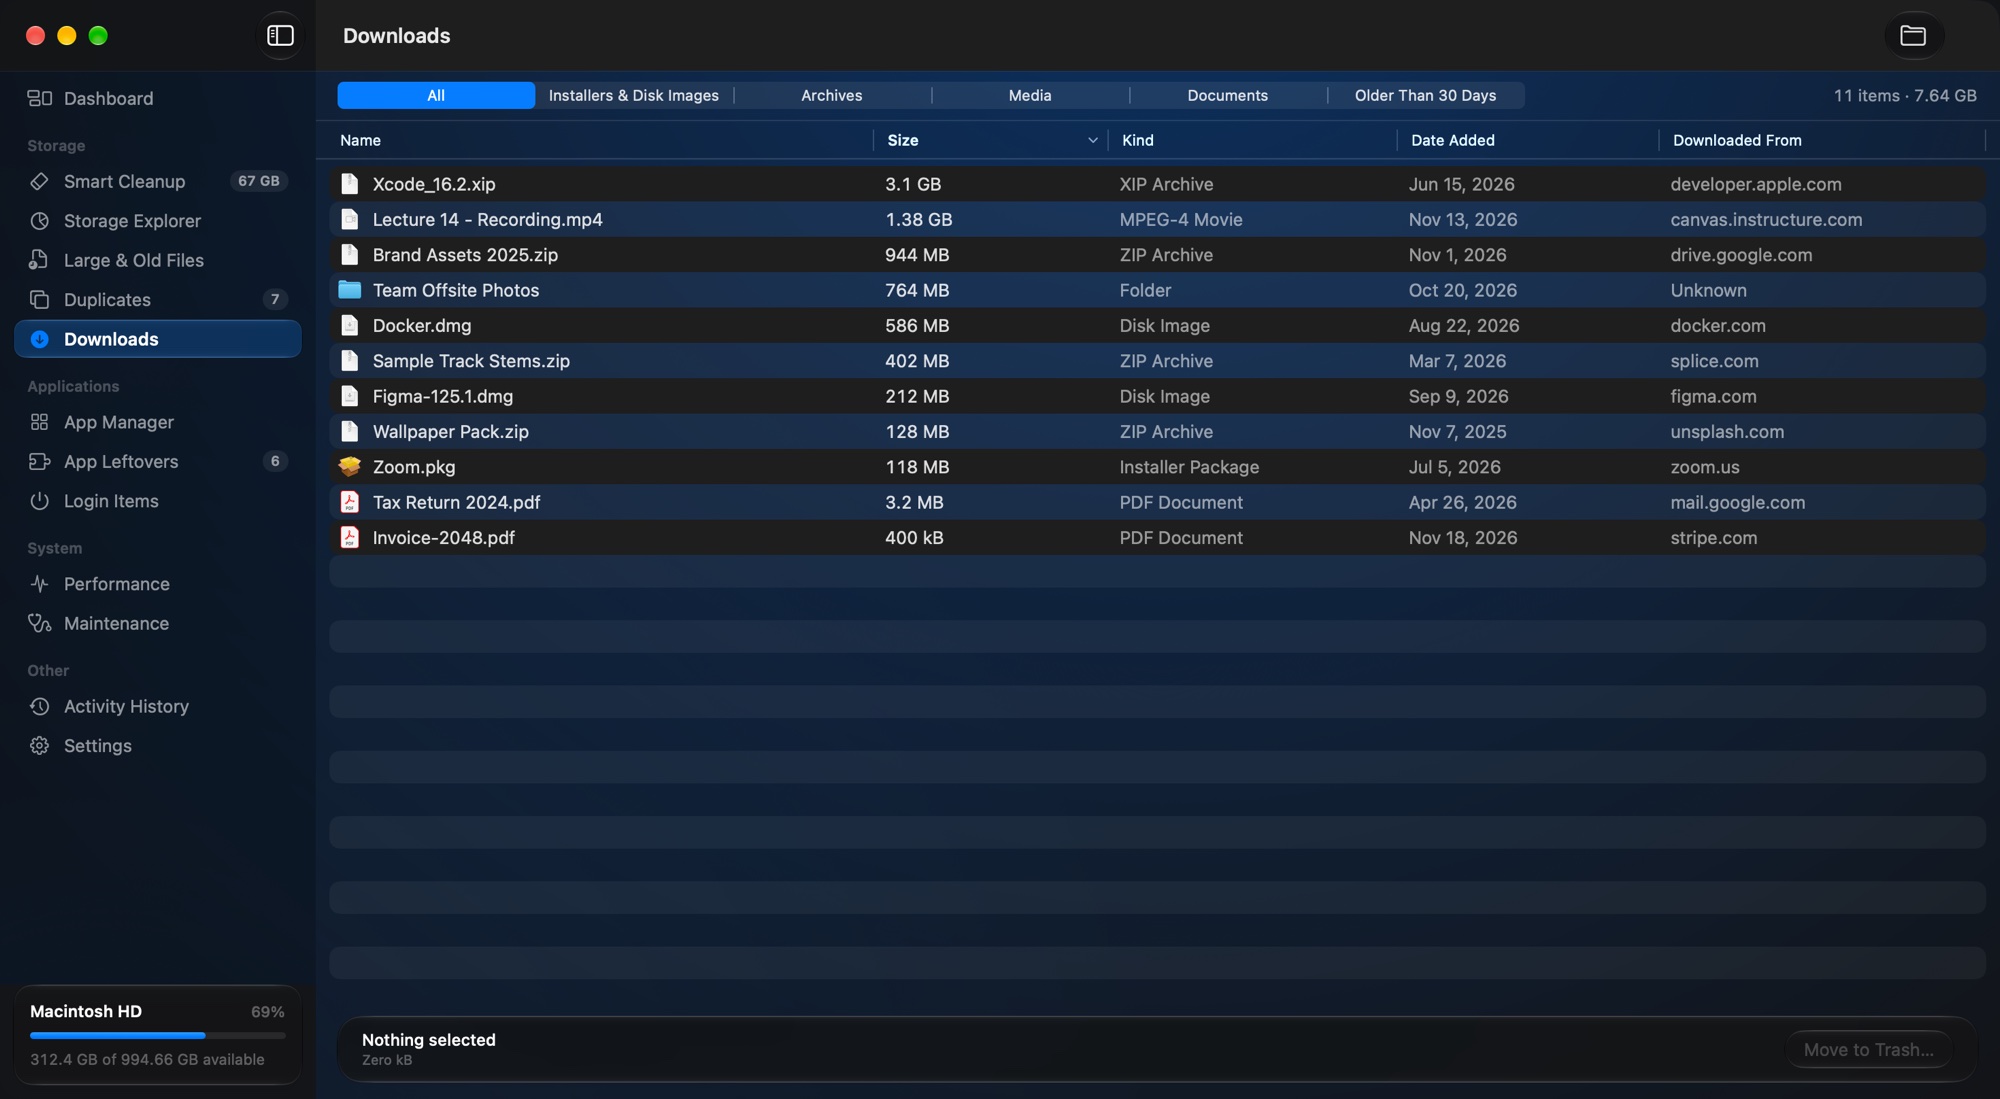 Downloads
Dashboard
Storage
Smart Cleanup 67 GB
Storage Explorer
Large & Old Files
Duplicates 7
Downloads
Applications
App Manager
App Leftovers 6
Login Items
System
Performance
Maintenance
Other
Activity History
Settings
Macintosh HD 69%
312.4 GB of 994.66 GB available
All Installers & Disk Images Archives Media Documents Older Than 30 Days 11 items · 7.64 GB
Name Size Kind Date Added Downloaded From
Xcode_16.2.xip 3.1 GB XIP Archive Jun 15, 2026 developer.apple.com
Lecture 14 - Recording.mp4 1.38 GB MPEG-4 Movie Nov 13, 2026 canvas.instructure.com
Brand Assets 2025.zip 944 MB ZIP Archive Nov 1, 2026 drive.google.com
Team Offsite Photos 764 MB Folder Oct 20, 2026 Unknown
Docker.dmg 586 MB Disk Image Aug 22, 2026 docker.com
Sample Track Stems.zip 402 MB ZIP Archive Mar 7, 2026 splice.com
Figma-125.1.dmg 212 MB Disk Image Sep 9, 2026 figma.com
Wallpaper Pack.zip 128 MB ZIP Archive Nov 7, 2025 unsplash.com
Zoom.pkg 118 MB Installer Package Jul 5, 2026 zoom.us
Tax Return 2024.pdf 3.2 MB PDF Document Apr 26, 2026 mail.google.com
Invoice-2048.pdf 400 kB PDF Document Nov 18, 2026 stripe.com
Nothing selected
Zero kB
Move to Trash...